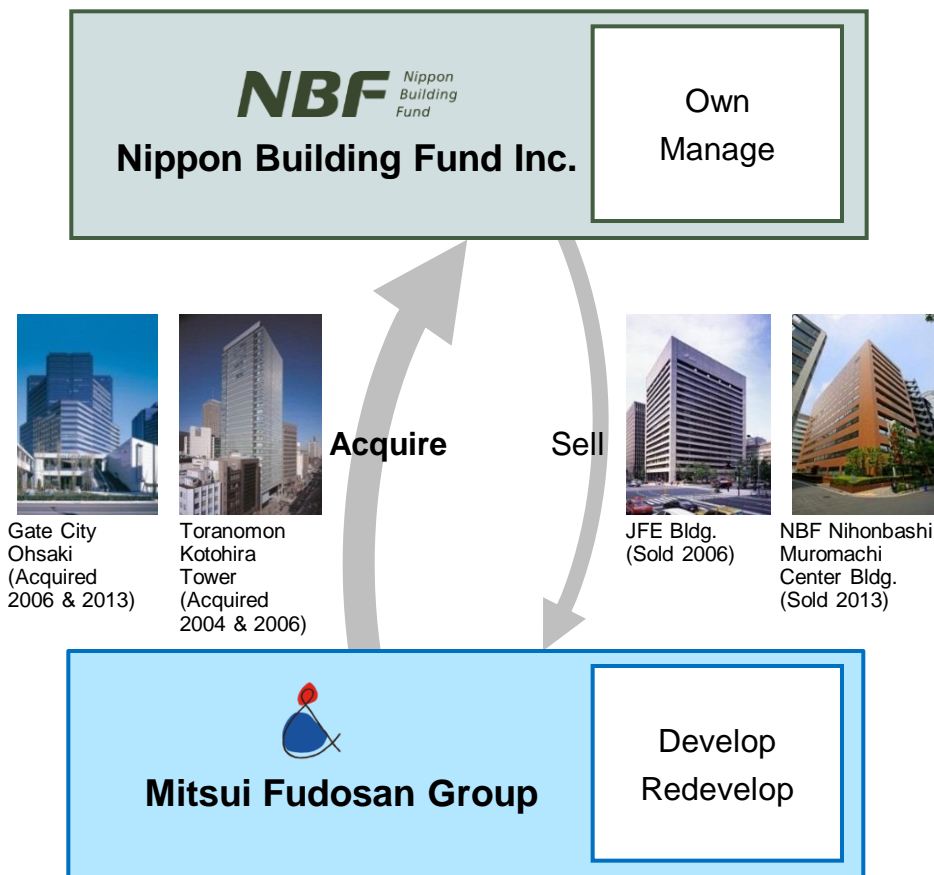 NBF
Nippon
Building
Fund
Nippon Building Fund Inc.
Own
Manage
Acquire
Sell
Gate City
Ohsaki
(Acquired
2006 & 2013)
Toranomon
Kotohira
Tower
(Acquired
2004 & 2006)
JFE Bldg.
(Sold 2006)
NBF Nihonbashi
Muromachi
Center Bldg.
(Sold 2013)
Mitsui Fudosan Group
Develop
Redevelop